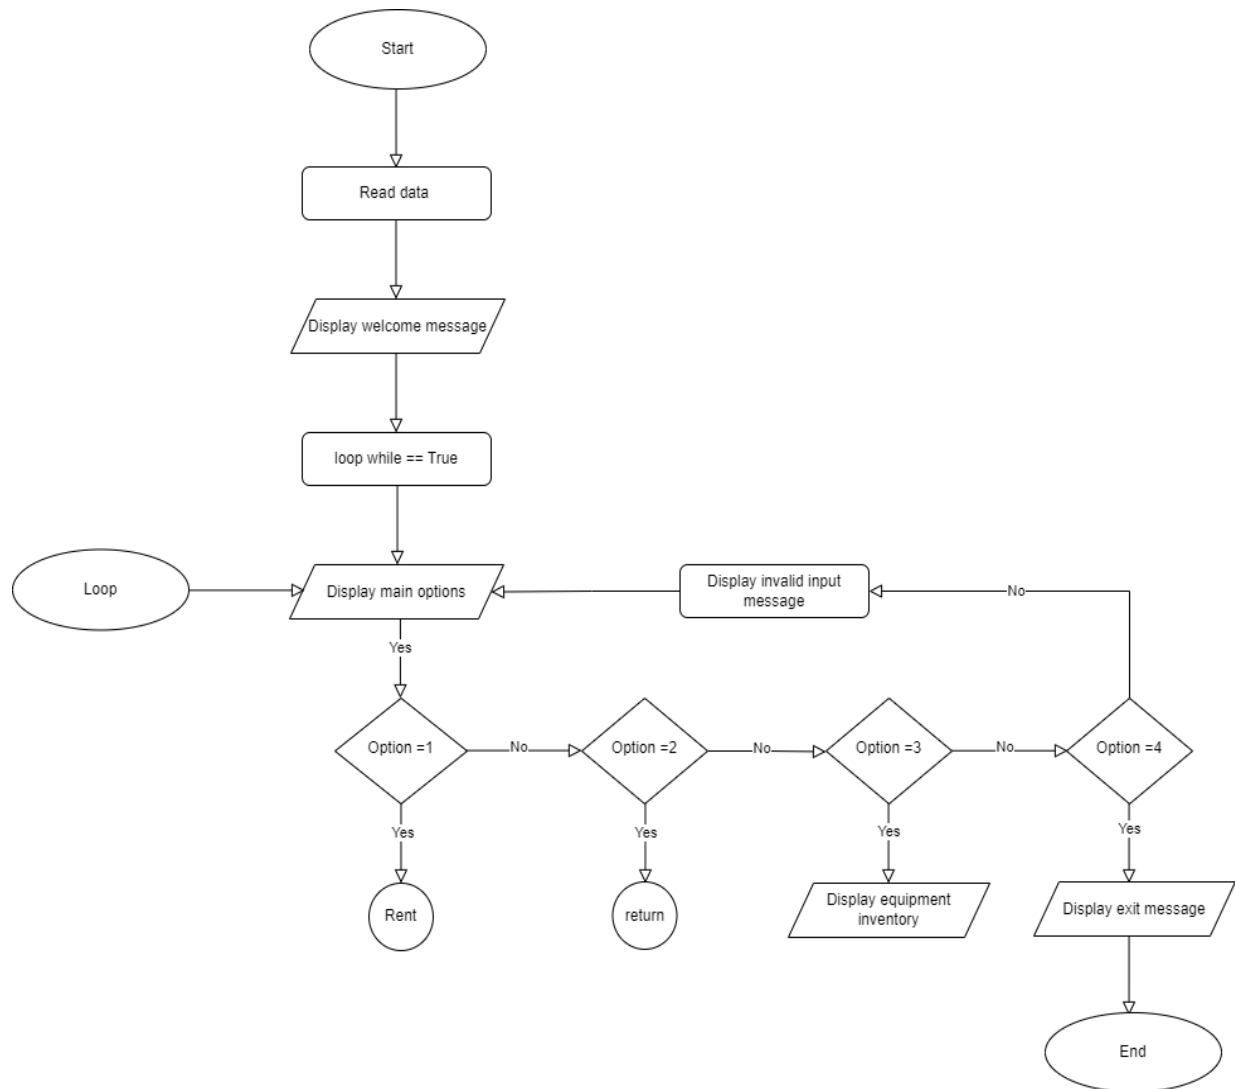 Start
Read data
Display welcome message
loop while == True
Loop
Display main options
Display invalid input
message
No
Yes
Option =1
No
Option =2
No
Option =3
No
Option =4
Yes
Yes
Yes
Yes
Rent
return
Display equipment
inventory
Display exit message
End